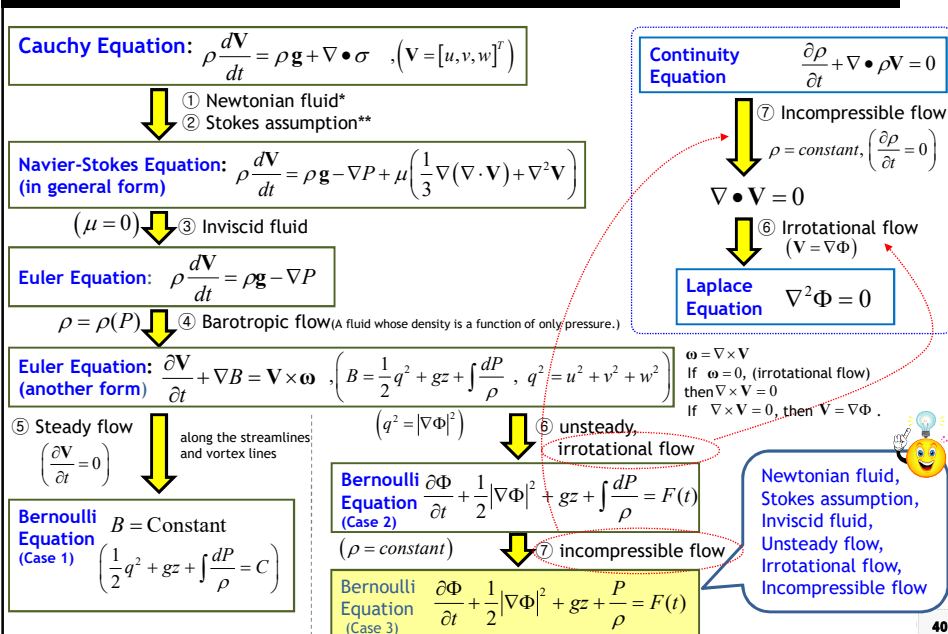 Cauchy Equation: ρ dV/dt = ρg + ∇•σ , (V = [u,v,w]^T)
① Newtonian fluid*
② Stokes assumption**
Navier-Stokes Equation: ρ dV/dt = ρg − ∇P + μ(1/3 ∇(∇·V) + ∇²V)
(in general form)
(μ = 0) ③ Inviscid fluid
Euler Equation: ρ dV/dt = ρg − ∇P
ρ = ρ(P) ④ Barotropic flow(A fluid whose density is a function of only pressure.)
Euler Equation: ∂V/∂t + ∇B = V × ω , (B = 1/2 q² + gz + ∫ dP/ρ , q² = u² + v² + w²)
(another form)
⑤ Steady flow
(∂V/∂t = 0)
along the streamlines
and vortex lines
Bernoulli
Equation
(Case 1)
B = Constant
(1/2 q² + gz + ∫ dP/ρ = C)
(q² = |∇Φ|²) ⑥ unsteady,
irrotational flow
Bernoulli
Equation
(Case 2)
∂Φ/∂t + 1/2 |∇Φ|² + gz + ∫ dP/ρ = F(t)
(ρ = constant) ⑦ incompressible flow
Bernoulli
Equation
(Case 3)
∂Φ/∂t + 1/2 |∇Φ|² + gz + P/ρ = F(t)
Continuity
Equation
∂ρ/∂t + ∇•ρV = 0
⑦ Incompressible flow
ρ = constant, (∂ρ/∂t = 0)
∇•V = 0
⑥ Irrotational flow
(V = ∇Φ)
Laplace
Equation
∇²Φ = 0
ω = ∇×V
If ω = 0, (irrotational flow)
then ∇×V = 0
If ∇×V = 0, then V = ∇Φ .
Newtonian fluid,
Stokes assumption,
Inviscid fluid,
Unsteady flow,
Irrotational flow,
Incompressible flow
40